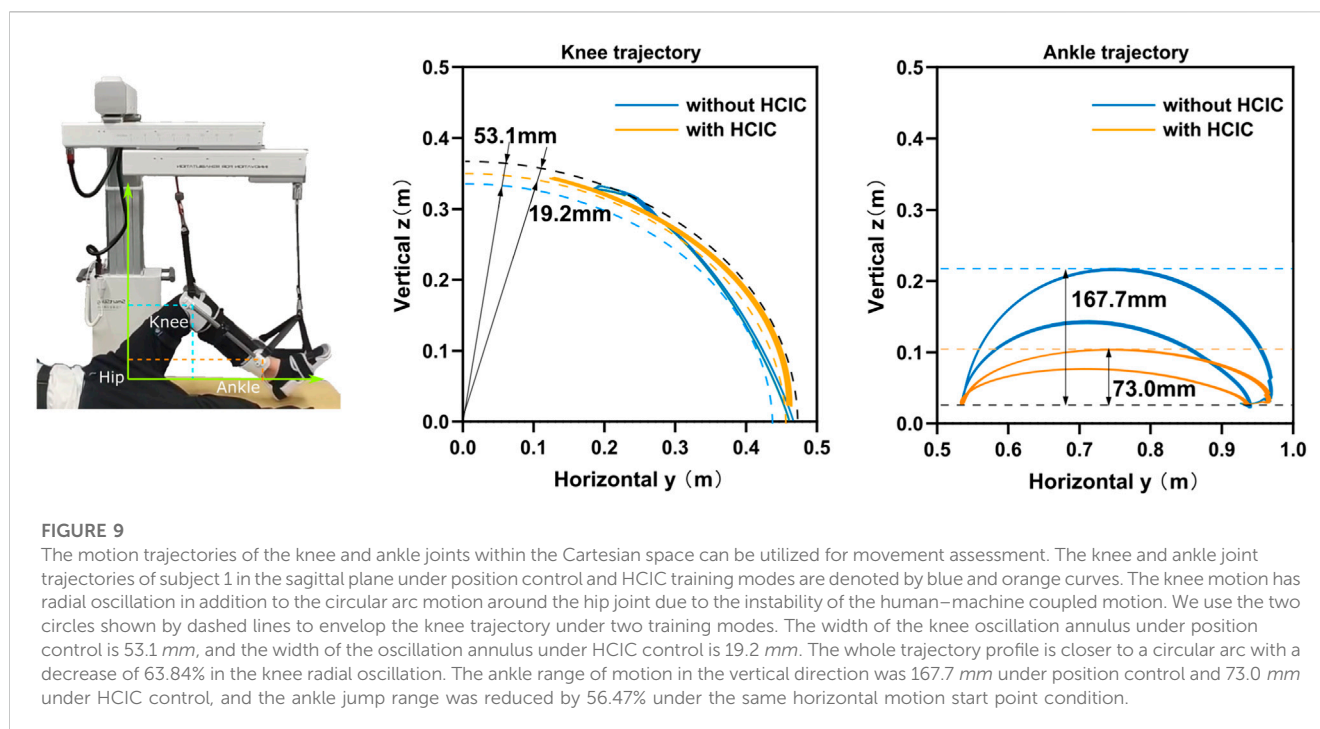 Knee
Hip
Ankle
Knee trajectory
0.5
0.4
0.3
0.2
0.1
0.0
Vertical z(m)
without HCIC
with HCIC
53.1mm
19.2mm
0.0 0.1 0.2 0.3 0.4 0.5
Horizontal y (m)
Ankle trajectory
0.5
0.4
0.3
0.2
0.1
0.0
Vertical z(m)
without HCIC
with HCIC
167.7mm
73.0mm
0.5 0.6 0.7 0.8 0.9 1.0
Horizontal y (m)
FIGURE 9
The motion trajectories of the knee and ankle joints within the Cartesian space can be utilized for movement assessment. The knee and ankle joint
trajectories of subject 1 in the sagittal plane under position control and HCIC training modes are denoted by blue and orange curves. The knee motion has
radial oscillation in addition to the circular arc motion around the hip joint due to the instability of the human–machine coupled motion. We use the two
circles shown by dashed lines to envelop the knee trajectory under two training modes. The width of the knee oscillation annulus under position
control is 53.1 mm, and the width of the oscillation annulus under HCIC control is 19.2 mm. The whole trajectory profile is closer to a circular arc with a
decrease of 63.84% in the knee radial oscillation. The ankle range of motion in the vertical direction was 167.7 mm under position control and 73.0 mm
under HCIC control, and the ankle jump range was reduced by 56.47% under the same horizontal motion start point condition.